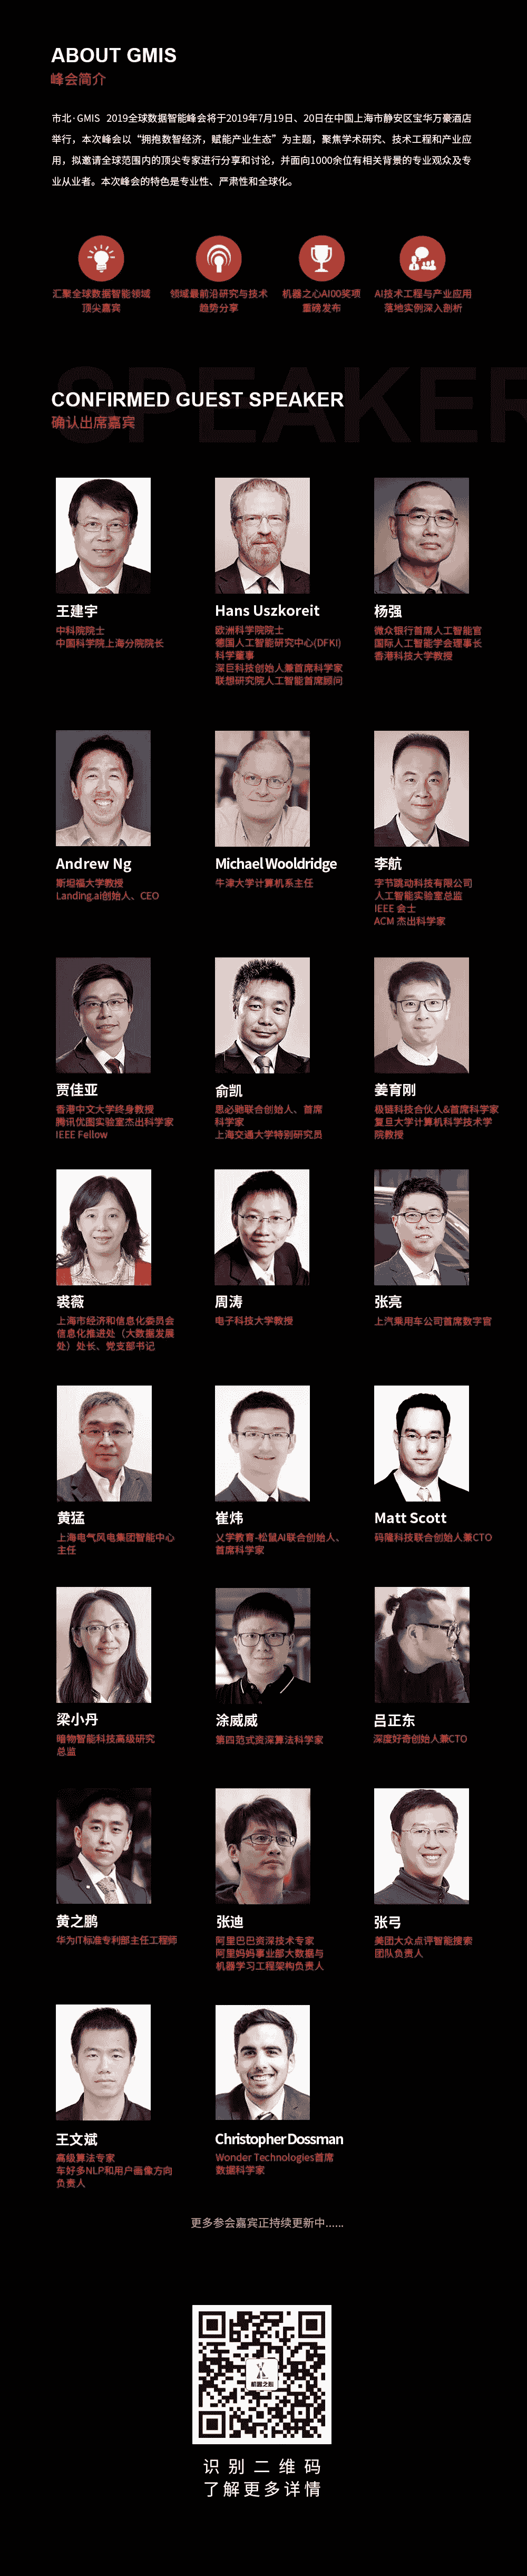 ABOUT GMIS
峰会简介
市北·GMIS 2019全球数据智能峰会将于2019年7月19日、20日在中国上海市静安区宝华万豪酒店
举行，本次峰会以“拥抱数智经济，赋能产业生态”为主题，聚焦学术研究、技术工程和产业应
用，拟邀请全球范围内的顶尖专家进行分享和讨论，并面向1000余位有相关背景的专业观众及专
业从业者。本次峰会的特色是专业性、严肃性和全球化。
汇聚全球数据智能领域
顶尖嘉宾
领域最前沿研究与技术
趋势分享
机器之心AI00奖项
重磅发布
AI技术工程与产业应用
落地实例深入剖析
SPEAKER
CONFIRMED GUEST SPEAKER
确认出席嘉宾
王建宇
中科院院士
中国科学院上海分院院长
Hans Uszkoreit
欧洲科学院院士
德国人工智能研究中心(DFKI)
科学董事
深巨科技创始人兼首席科学家
联想研究院人工智能首席顾问
杨强
微众银行首席人工智能官
国际人工智能学会理事长
香港科技大学教授
Andrew Ng
斯坦福大学教授
Landing.ai创始人、CEO
Michael Wooldridge
牛津大学计算机系主任
李航
字节跳动科技有限公司
人工智能实验室总监
IEEE 会士
ACM 杰出科学家
贾佳亚
香港中文大学终身教授
腾讯优图实验室杰出科学家
IEEE Fellow
俞凯
思必驰联合创始人、首席
科学家
上海交通大学特别研究员
姜育刚
极链科技合伙人&首席科学家
复旦大学计算机科学技术学
院教授
裘薇
上海市经济和信息化委员会
信息化推进处（大数据发展
处）处长、党支部书记
周涛
电子科技大学教授
张亮
上汽乘用车公司首席数字官
黄猛
上海电气风电集团智能中心
主任
崔炜
乂学教育-松鼠AI联合创始人、
首席科学家
Matt Scott
码隆科技联合创始人兼CTO
梁小丹
暗物智能科技高级研究
总监
涂威威
第四范式资深算法科学家
吕正东
深度好奇创始人兼CTO
黄之鹏
华为IT标准专利部主任工程师
张迪
阿里巴巴资深技术专家
阿里妈妈事业部大数据与
机器学习工程架构负责人
张弓
美团大众点评智能搜索
团队负责人
王文斌
高级算法专家
车好多NLP和用户画像方向
负责人
Christopher Dossman
Wonder Technologies首席
数据科学家
更多参会嘉宾正持续更新中......
机器之心
识别二维码
了解更多详情